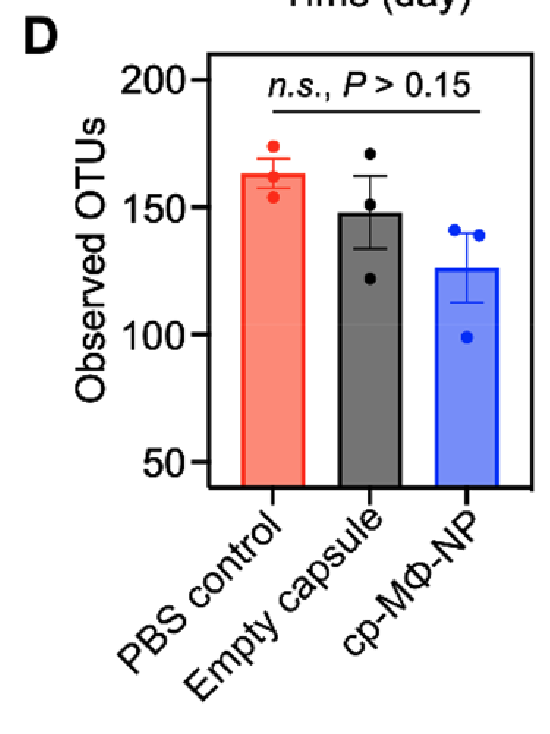 Time (day)
D
200
n.s., P > 0.15
150
100
50
Observed OTUs
PBS control
Empty capsule
cp-MΦ-NP